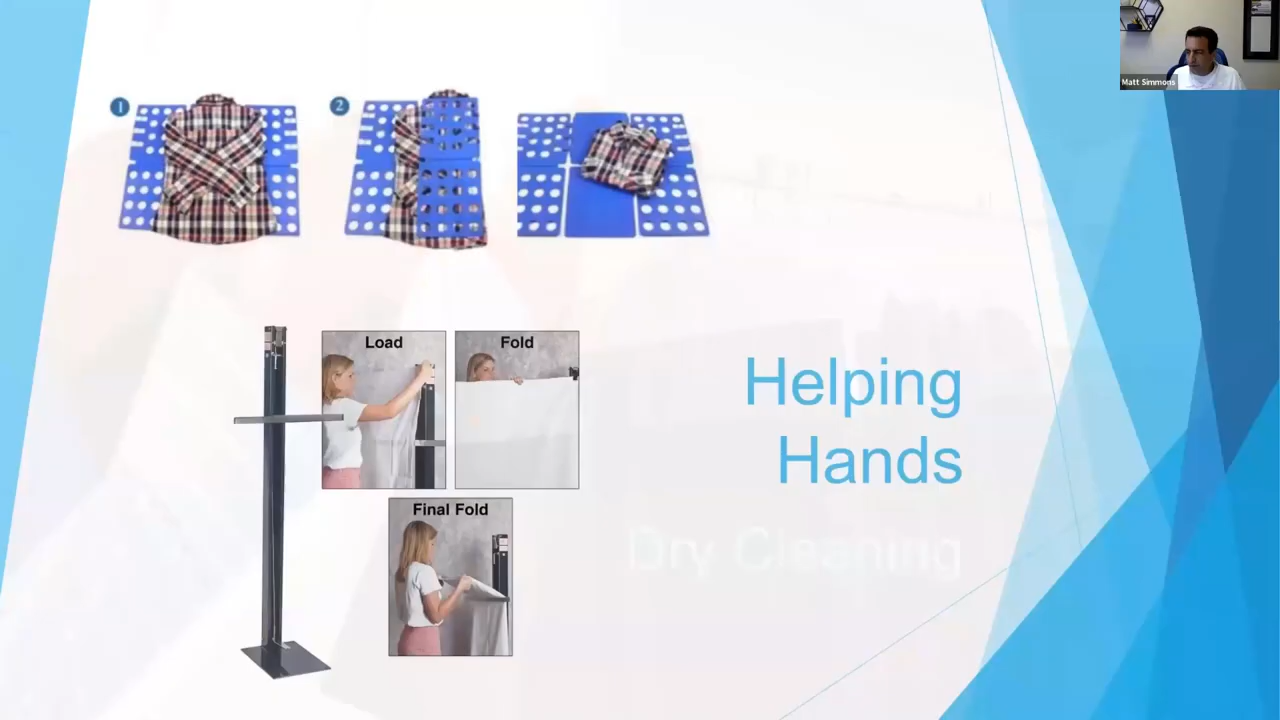 Matt Simmons
1
2
Load
Fold
Helping
Hands
Final Fold
Dry Cleaning